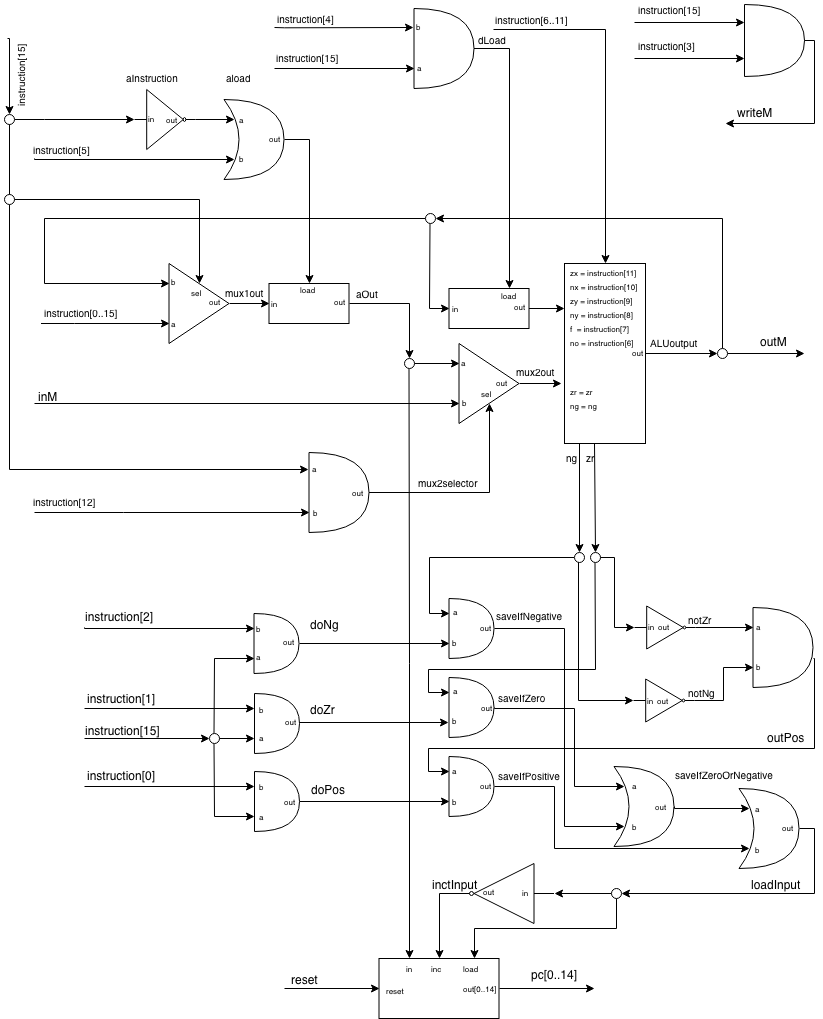 instruction[4]
b
a
dLoad
instruction[15]
instruction[6..11]
instruction[15]
instruction[3]
writeM
instruction[15]
aInstruction
in
out
aload
a
b
out
instruction[5]
b
sel
out
a
mux1out
instruction[0..15]
load
in
out
aOut
load
in
out
zx = instruction[11]
nx = instruction[10]
zy = instruction[9]
ny = instruction[8]
f = instruction[7]
no = instruction[6]
out
zr = zr
ng = ng
ALUoutput
outM
a
out
sel
b
mux2out
inM
a
out
b
mux2selector
instruction[12]
ng
zr
instruction[2]
b
out
a
doNg
a
out
b
saveIfNegative
in out
notZr
a
b
instruction[1]
b
out
a
doZr
a
out
b
saveIfZero
in out
notNg
instruction[15]
outPos
instruction[0]
b
out
a
doPos
a
out
b
saveIfPositive
a
out
b
saveIfZeroOrNegative
a
out
b
inctInput
out
in
loadInput
reset
in
inc
load
reset
out[0..14]
pc[0..14]